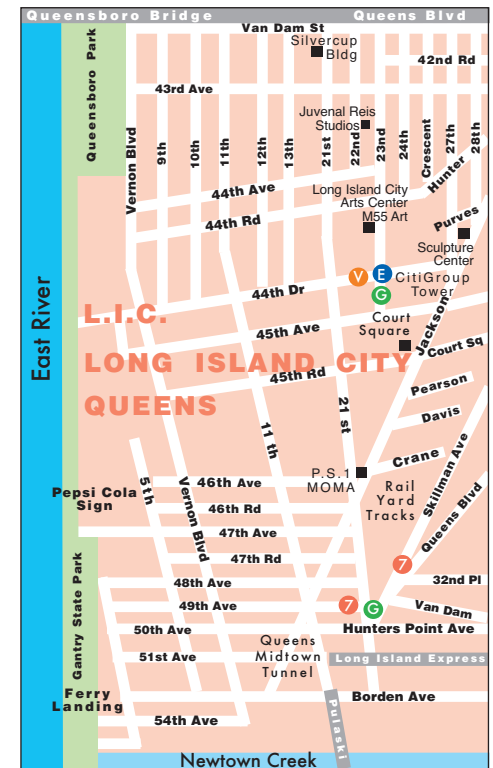 Queensboro Bridge
Queens Blvd
Van Dam St
Silvercup
Bldg
42nd Rd
Queensboro Park
43rd Ave
Juvenal Reis
Studios
Vernon Blvd
9th
10th
11th
12th
13th
21st
22nd
23rd
24th
Crescent
27th
28th
Hunter
44th Ave
Long Island City
Arts Center
M55 Art
44th Rd
Purves
Sculpture
Center
V
E
G
CitiGroup
Tower
44th Dr
East River
L.I.C.
LONG ISLAND CITY
QUEENS
Court
Square
Jackson
Court Sq
45th Ave
45th Rd
Pearson
Davis
21 st
11 th
Crane
P.S.1
MOMA
Rail
Yard
Tracks
Skillman Ave
Queens Blvd
5 th
Vernon Blvd
46th Ave
Pepsi Cola
Sign
46th Rd
47th Ave
47th Rd
7
48th Ave
32nd Pl
Gantry State Park
49th Ave
7
G
Van Dam
50th Ave
Hunters Point Ave
Queens
Midtown
Tunnel
51st Ave
Long Island Express
Ferry
Landing
Borden Ave
54th Ave
Pulaski
Newtown Creek